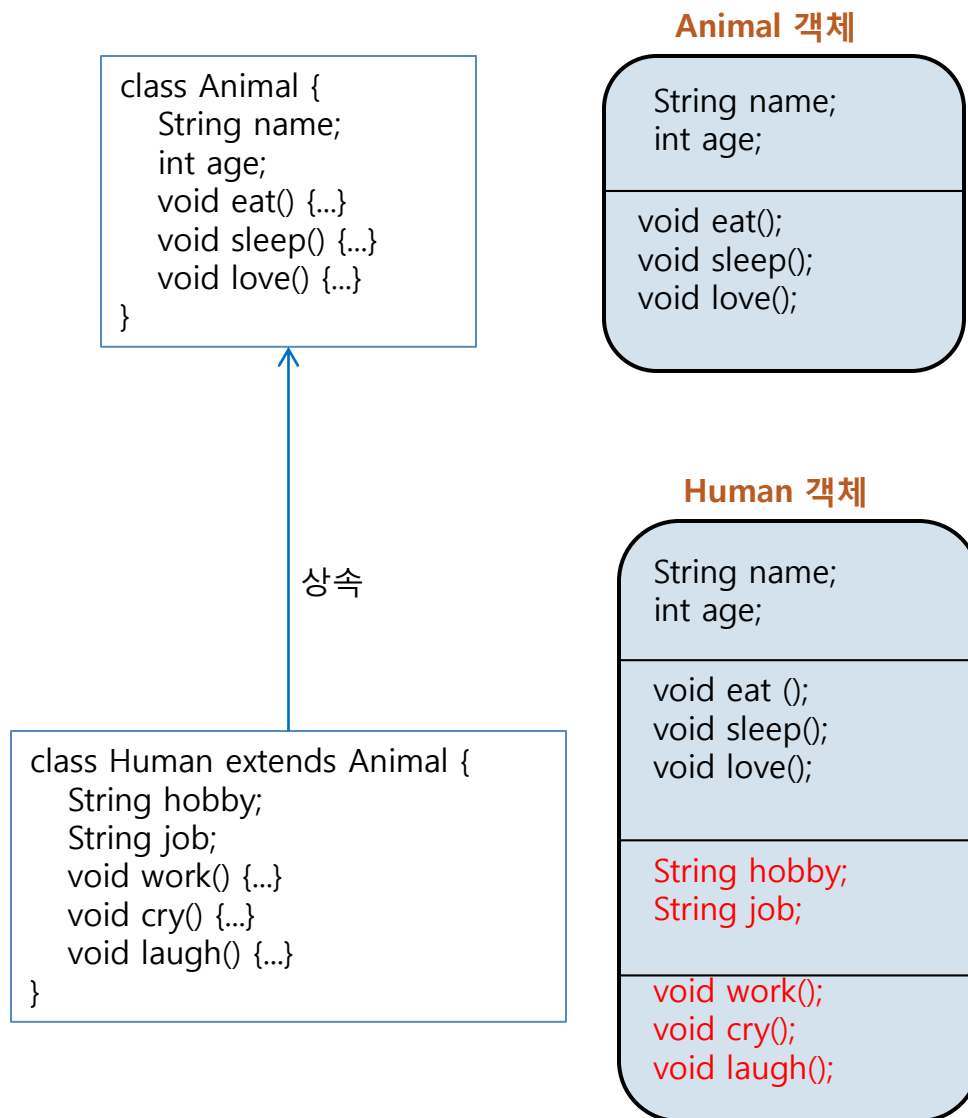 Animal 객체
class Animal {
String name;
int age;
void eat() {...}
void sleep() {...}
void love() {...}
}
String name;
int age;
void eat();
void sleep();
void love();
상속
Human 객체
class Human extends Animal {
String hobby;
String job;
void work() {...}
void cry() {...}
void laugh() {...}
}
String name;
int age;
void eat ();
void sleep();
void love();
String hobby;
String job;
void work();
void cry();
void laugh();